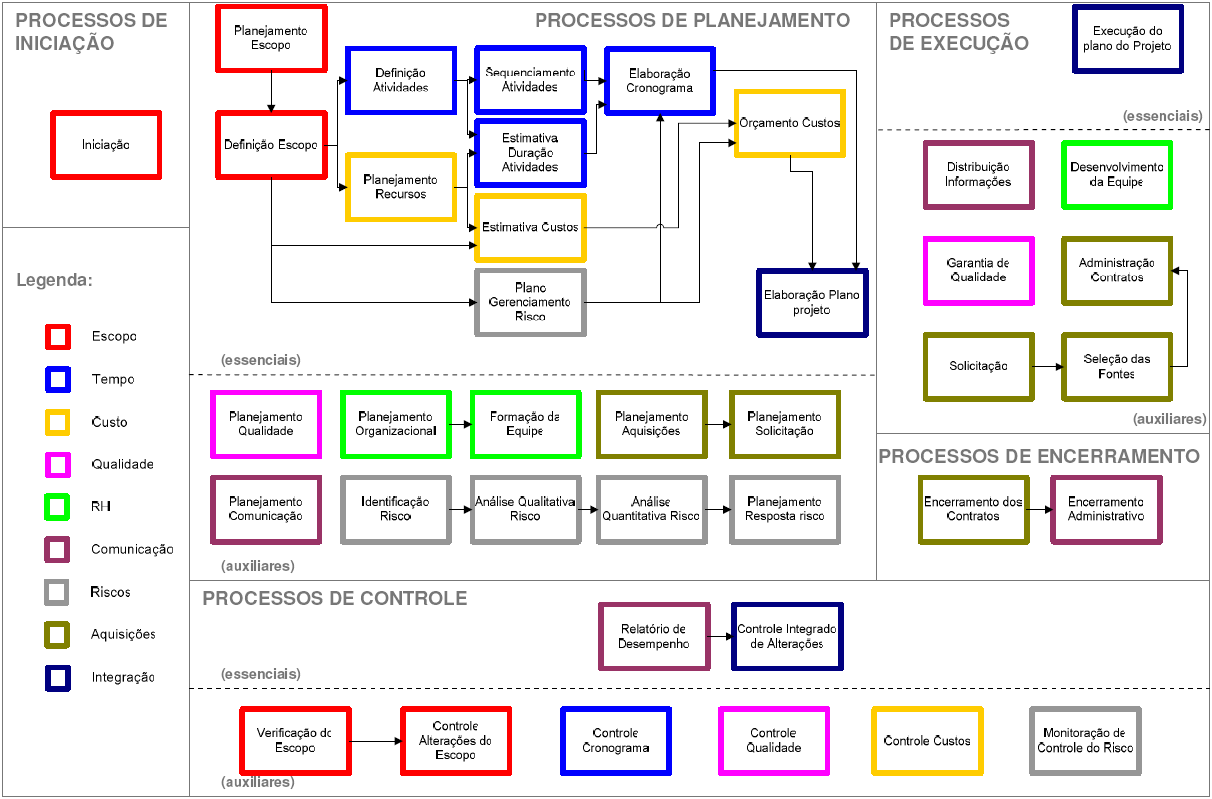 PROCESSOS DE
INICIAÇÃO
Iniciação
Legenda:
Escopo
Tempo
Custo
Qualidade
RH
Comunicação
Riscos
Aquisições
Integração
PROCESSOS DE PLANEJAMENTO
Planejamento
Escopo
Definição Escopo
Definição
Atividades
Planejamento
Recursos
Sequenciamento
Atividades
Estimativa
Duração
Atividades
Estimativa Custos
Plano
Gerenciamento
Risco
Elaboração
Cronograma
Orçamento Custos
Elaboração Plano
projeto
(essenciais)
Planejamento
Qualidade
Planejamento
Organizacional
Formação da
Equipe
Planejamento
Aquisições
Planejamento
Solicitação
Planejamento
Comunicação
Identificação
Risco
Análise Qualitativa
Risco
Análise
Quantitativa Risco
Planejamento
Resposta risco
(auxiliares)
PROCESSOS
DE EXECUÇÃO
Execução do
plano do Projeto
(essenciais)
Distribuição
Informações
Desenvolvimento
da Equipe
Garantia de
Qualidade
Administração
Contratos
Solicitação
Seleção das
Fontes
(auxiliares)
PROCESSOS DE ENCERRAMENTO
Encerramento dos
Contratos
Encerramento
Administrativo
PROCESSOS DE CONTROLE
Relatório de
Desempenho
Controle Integrado
de Alterações
(essenciais)
Verificação do
Escopo
Controle
Alterações do
Escopo
Controle
Cronograma
Controle
Qualidade
Controle Custos
Monitoração de
Controle do Risco
(auxiliares)